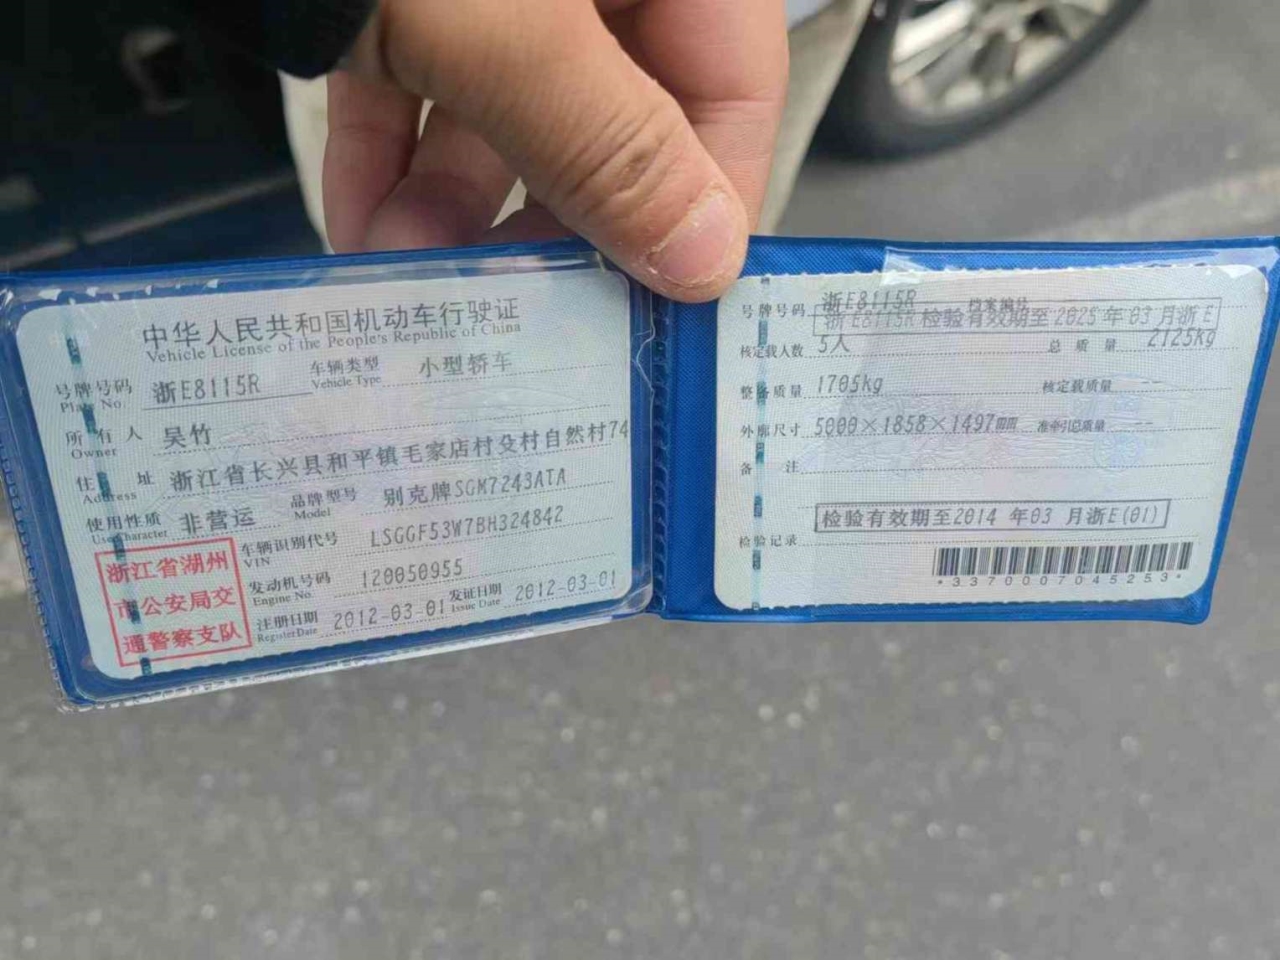 中华人民共和国机动车行驶证
Vehicle License of the People's Republic of China
号牌号码 浙E8115R 车辆类型 小型轿车
Plate No. Vehicle Type
所有人 吴竹
Owner
住址 浙江省长兴县和平镇毛家店村殳村自然村74
Address
使用性质 非营运 品牌型号 别克牌SGM7243ATA
Use Character Model
浙江省湖州
市公安局交
通警察支队
车辆识别代号 LSGGF53W7BH324842
VIN
发动机号码 120050955
Engine No.
注册日期 2012-03-01 发证日期 2012-03-01
Register Date Issue Date
号牌号码 浙E8115R 档案编号
浙E8115R 检验有效期至2025年03月浙E
核定载人数 5人 总质量 2125kg
整备质量 1705kg 核定载质量 --
外廓尺寸 5000×1858×1497mm 准牵引总质量 --
备注
检验有效期至2014年03月浙E(01)
检验记录
*3370007045253*